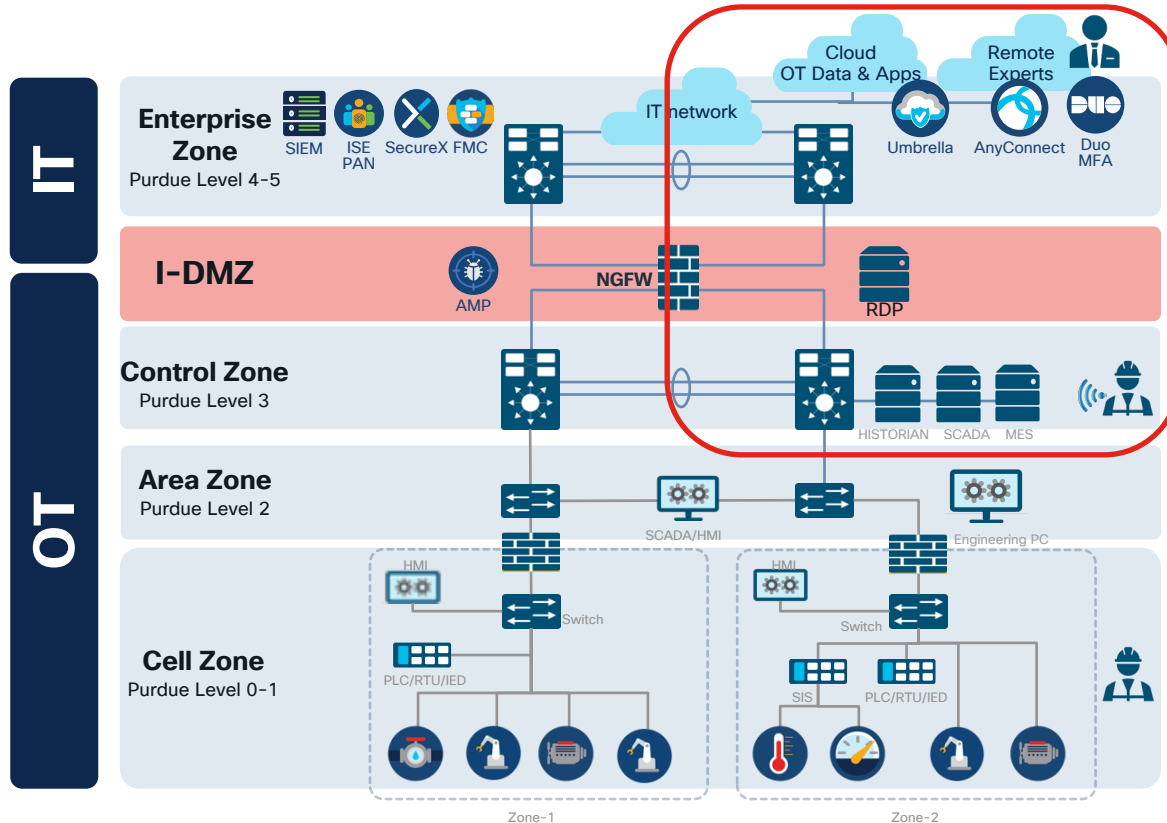 Cloud
OT Data & Apps
Remote
Experts
IT
Enterprise
Zone
Purdue Level 4-5
SIEM
ISE
PAN
SecureX
FMC
IT network
Umbrella
AnyConnect
Duo
MFA
I-DMZ
AMP
NGFW
RDP
OT
Control Zone
Purdue Level 3
HISTORIAN
SCADA
MES
Area Zone
Purdue Level 2
SCADA/HMI
Engineering PC
Cell Zone
Purdue Level 0-1
HMI
Switch
PLC/RTU/IED
HMI
Switch
SIS
PLC/RTU/IED
Zone-1
Zone-2